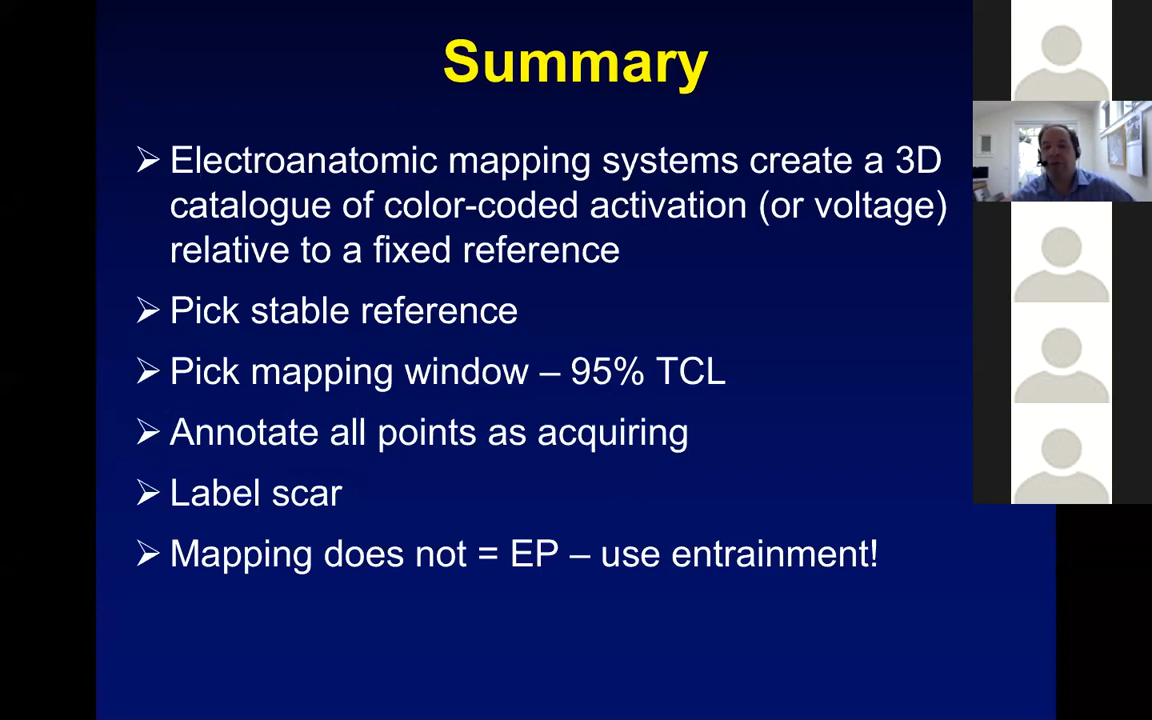 Summary
➢ Electroanatomic mapping systems create a 3D
catalogue of color-coded activation (or voltage)
relative to a fixed reference
➢ Pick stable reference
➢ Pick mapping window – 95% TCL
➢ Annotate all points as acquiring
➢ Label scar
➢ Mapping does not = EP – use entrainment!